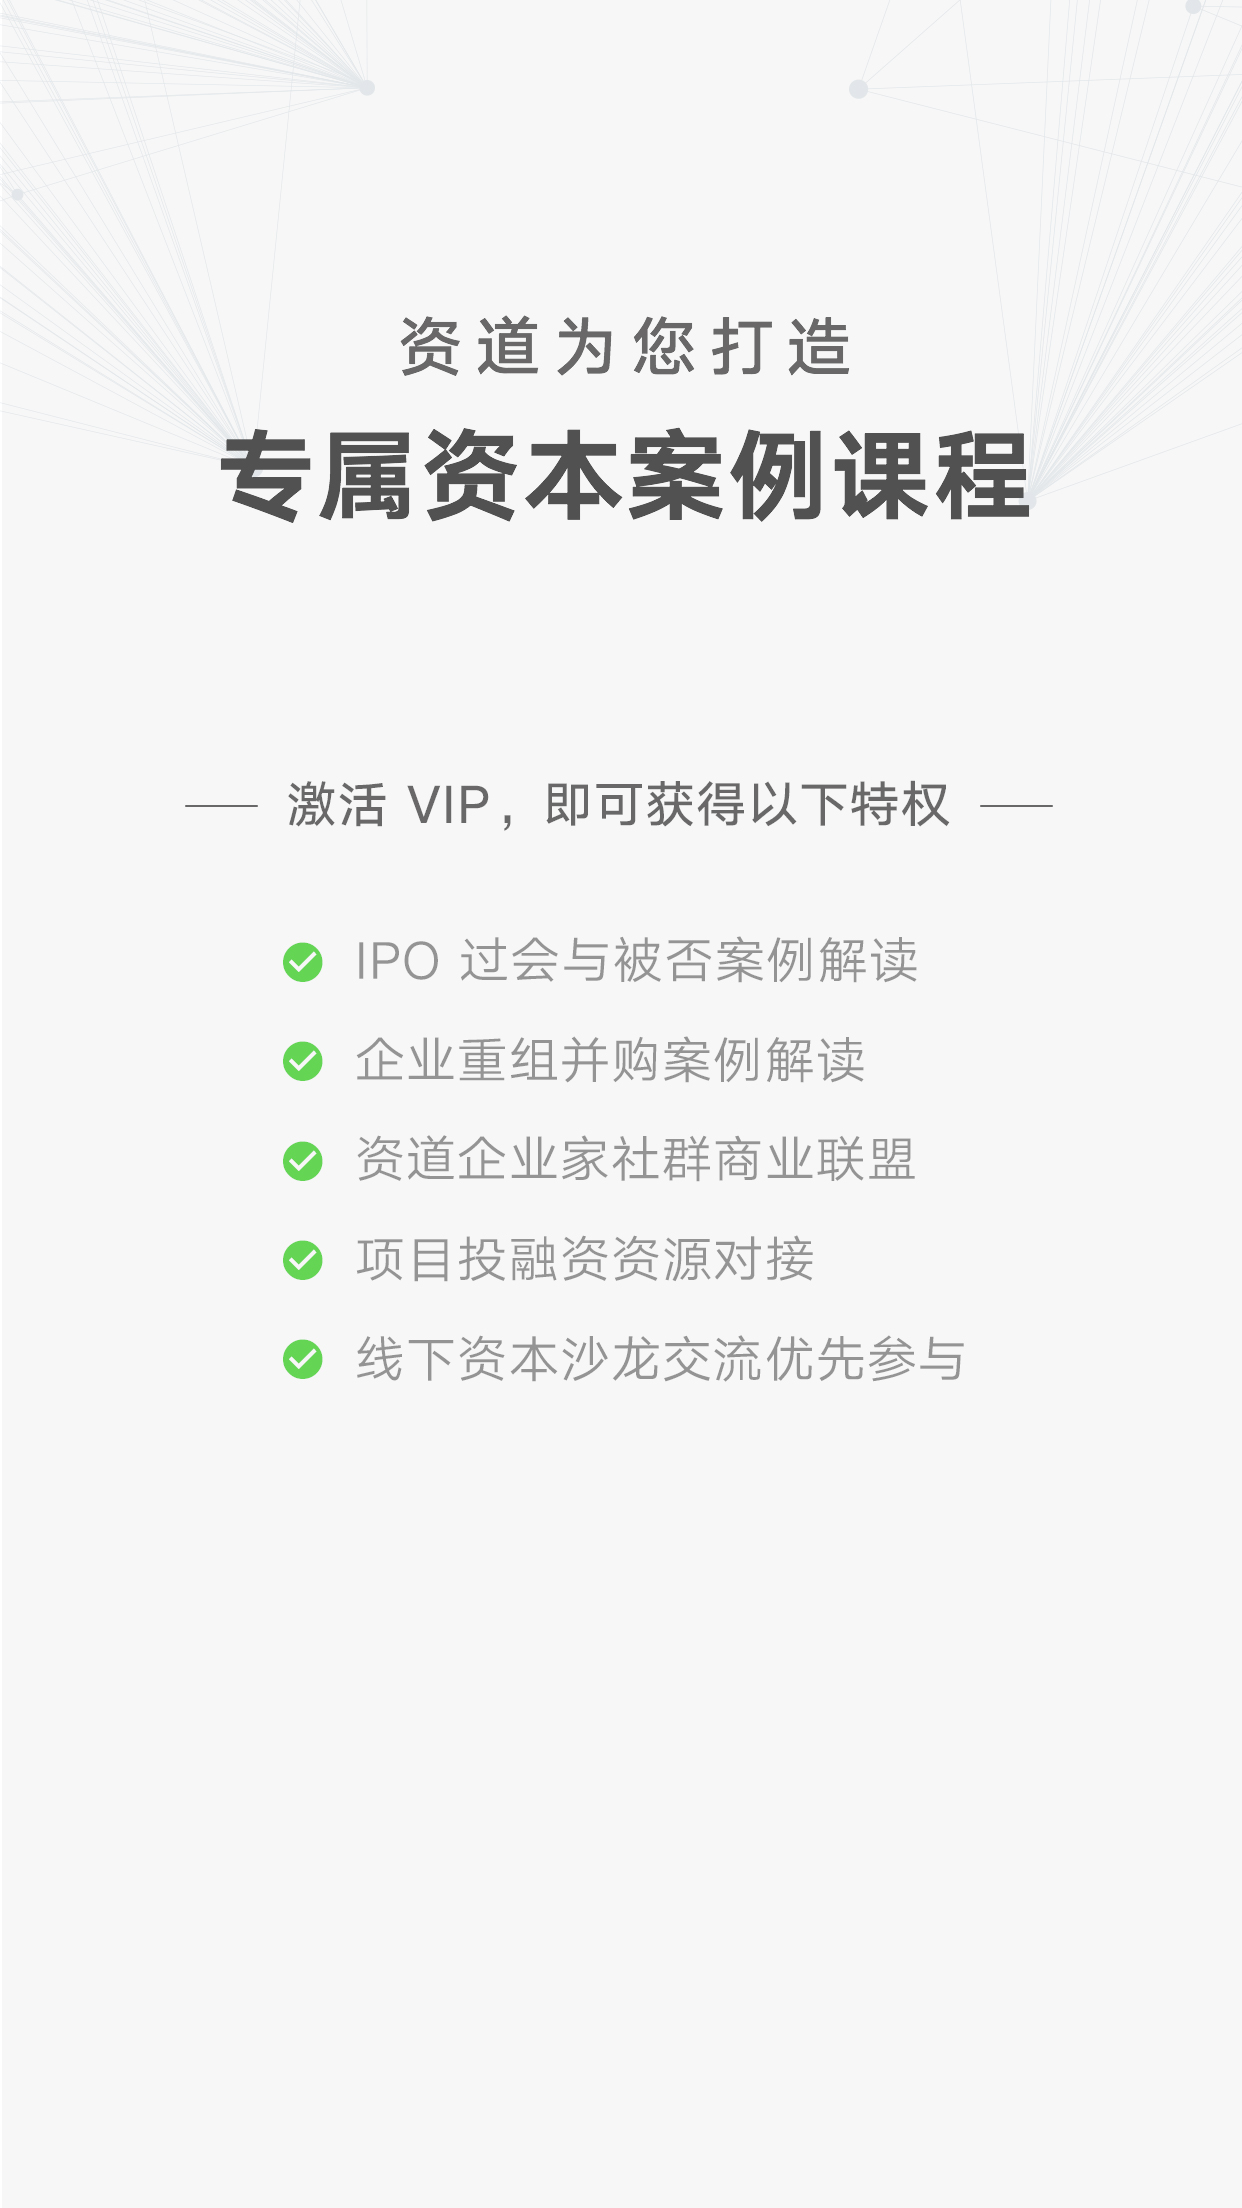 资道为您打造
专属资本案例课程
激活 VIP，即可获得以下特权
IPO 过会与被否案例解读
企业重组并购案例解读
资道企业家社群商业联盟
项目投融资资源对接
线下资本沙龙交流优先参与